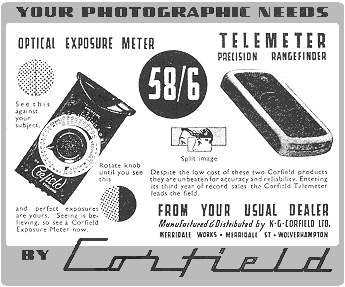 YOUR PHOTOGRAPHIC NEEDS
OPTICAL EXPOSURE METER
TELEMETER
PRECISION RANGEFINDER
58/6
See this
against
your
subject.
Corfield
Rotate knob
until you see
this
and perfect exposures
are yours. Seeing is be-
lieving, so see a Corfield
Exposure Meter now.
Split image
Despite the low cost of these two Corfield products
they are unbeaten for accuracy and reliability. Entering
its third year of record sales the Corfield Telemeter
leads the field.
FROM YOUR USUAL DEALER
Manufactured & Distributed by K·G·CORFIELD LTD.
MERRIDALE WORKS · MERRIDALE ST · WOLVERHAMPTON
BY Corfield